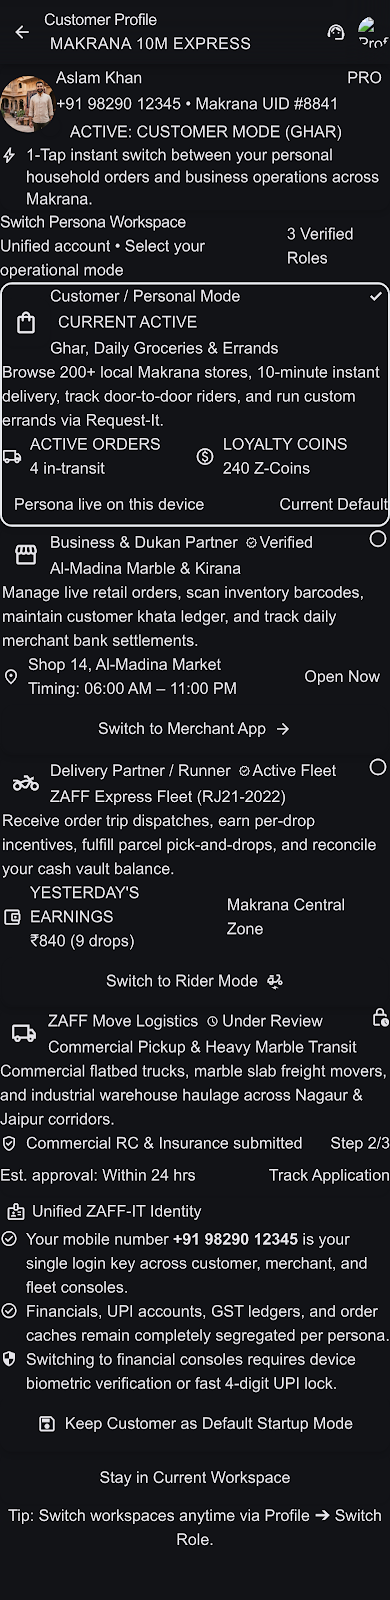 Customer Profile
MAKRANA 10M EXPRESS
Prof
Aslam Khan
PRO
+91 98290 12345 • Makrana UID #8841
ACTIVE: CUSTOMER MODE (GHAR)
1-Tap instant switch between your personal
household orders and business operations across
Makrana.
Switch Persona Workspace
Unified account • Select your
operational mode
3 Verified
Roles
Customer / Personal Mode
CURRENT ACTIVE
Ghar, Daily Groceries & Errands
Browse 200+ local Makrana stores, 10-minute instant
delivery, track door-to-door riders, and run custom
errands via Request-It.
ACTIVE ORDERS
4 in-transit
LOYALTY COINS
240 Z-Coins
Persona live on this device
Current Default
Business & Dukan Partner Verified
Al-Madina Marble & Kirana
Manage live retail orders, scan inventory barcodes,
maintain customer khata ledger, and track daily
merchant bank settlements.
Shop 14, Al-Madina Market
Timing: 06:00 AM – 11:00 PM
Open Now
Switch to Merchant App →
Delivery Partner / Runner Active Fleet
ZAFF Express Fleet (RJ21-2022)
Receive order trip dispatches, earn per-drop
incentives, fulfill parcel pick-and-drops, and reconcile
your cash vault balance.
YESTERDAY'S
EARNINGS
₹840 (9 drops)
Makrana Central
Zone
Switch to Rider Mode
ZAFF Move Logistics Under Review
Commercial Pickup & Heavy Marble Transit
Commercial flatbed trucks, marble slab freight movers,
and industrial warehouse haulage across Nagaur &
Jaipur corridors.
Commercial RC & Insurance submitted
Step 2/3
Est. approval: Within 24 hrs
Track Application
Unified ZAFF-IT Identity
Your mobile number +91 98290 12345 is your
single login key across customer, merchant, and
fleet consoles.
Financials, UPI accounts, GST ledgers, and order
caches remain completely segregated per persona.
Switching to financial consoles requires device
biometric verification or fast 4-digit UPI lock.
Keep Customer as Default Startup Mode
Stay in Current Workspace
Tip: Switch workspaces anytime via Profile ➔ Switch
Role.